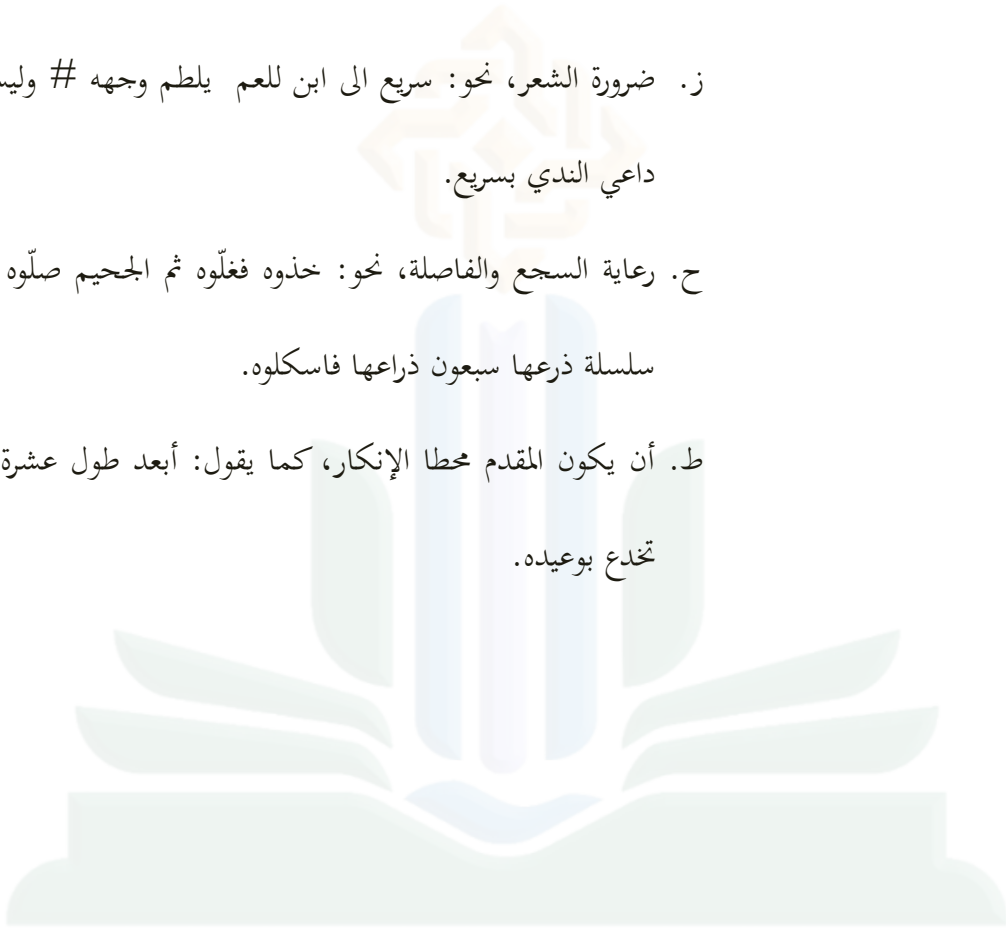 ز. ضرورة الشعر، نحو: سريع الى ابن للعم يلطم وجهه # وليس
داعي الندي بسريع.
ح. رعاية السجع والفاصلة، نحو: خذوه فغلّوه ثم الجحيم صلّوه
سلسلة ذرعها سبعون ذراعها فاسكلوه.
ط. أن يكون المقدم محطا الإنكار، كما يقول: أبعد طول عشرة
تخدع بوعيده.